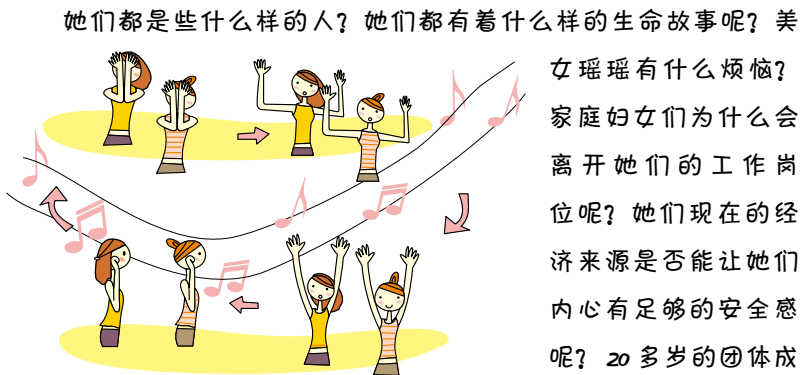 她们都是些什么样的人？她们都有着什么样的生命故事呢？美
女瑶瑶有什么烦恼？
家庭妇女们为什么会
离开她们的工作岗
位呢？她们现在的经
济来源是否能让她们
内心有足够的安全感
呢？20多岁的团体成